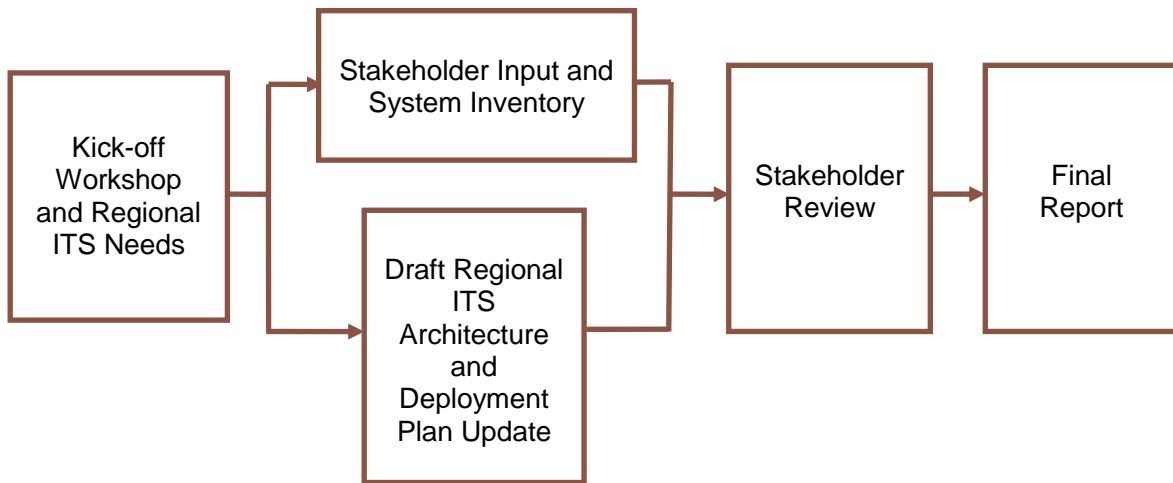 Kick-off
Workshop
and Regional
ITS Needs
Stakeholder Input and
System Inventory
Draft Regional
ITS
Architecture
and
Deployment
Plan Update
Stakeholder
Review
Final
Report